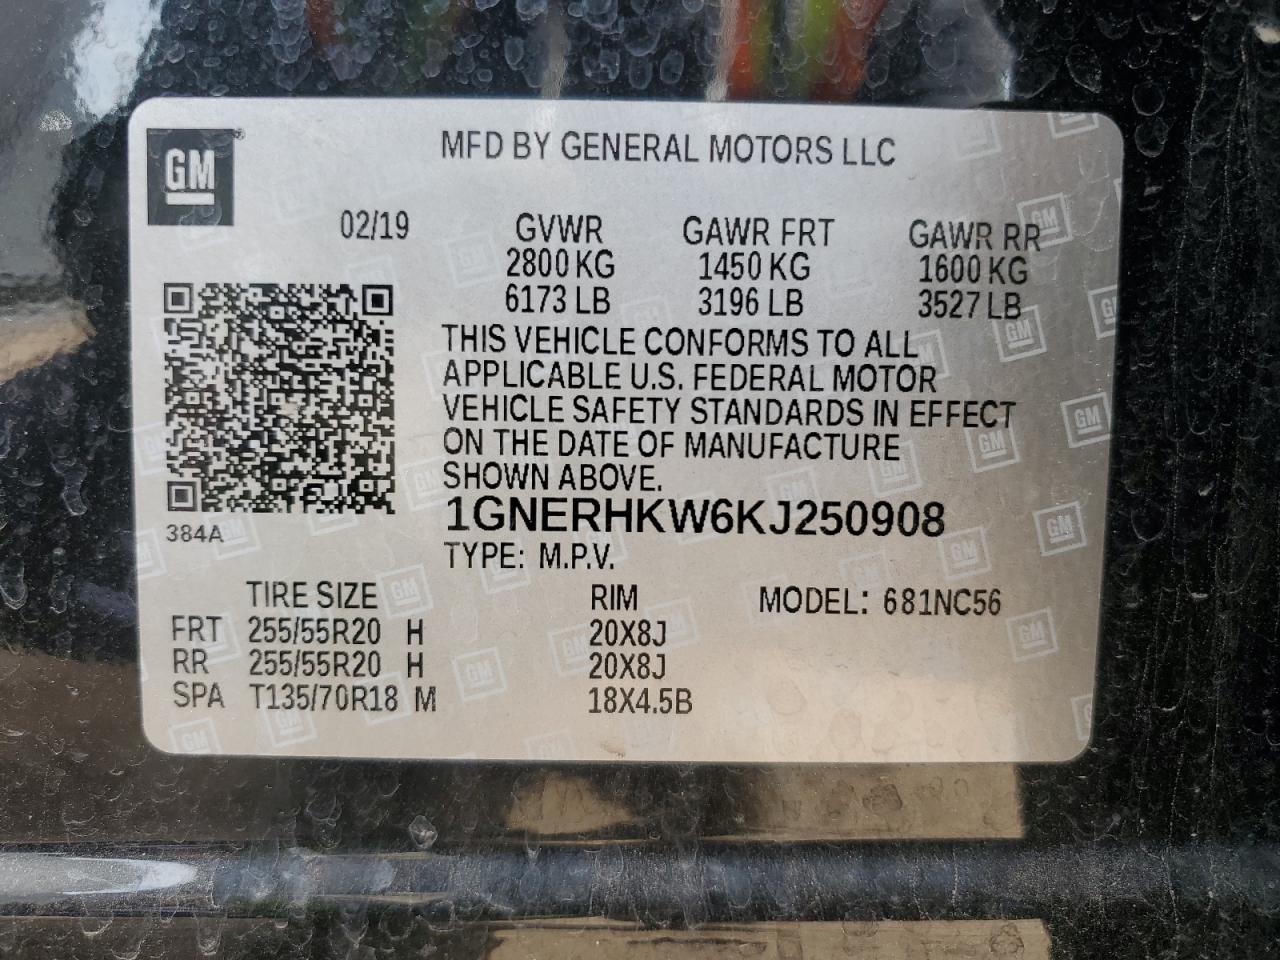 GM
MFD BY GENERAL MOTORS LLC
02/19 GVWR GAWR FRT GAWR RR
2800 KG 1450 KG 1600 KG
6173 LB 3196 LB 3527 LB
THIS VEHICLE CONFORMS TO ALL
APPLICABLE U.S. FEDERAL MOTOR
VEHICLE SAFETY STANDARDS IN EFFECT
ON THE DATE OF MANUFACTURE
SHOWN ABOVE.
384A
1GNERHKW6KJ250908
TYPE: M.P.V.
TIRE SIZE RIM MODEL: 681NC56
FRT 255/55R20 H 20X8J
RR 255/55R20 H 20X8J
SPA T135/70R18 M 18X4.5B